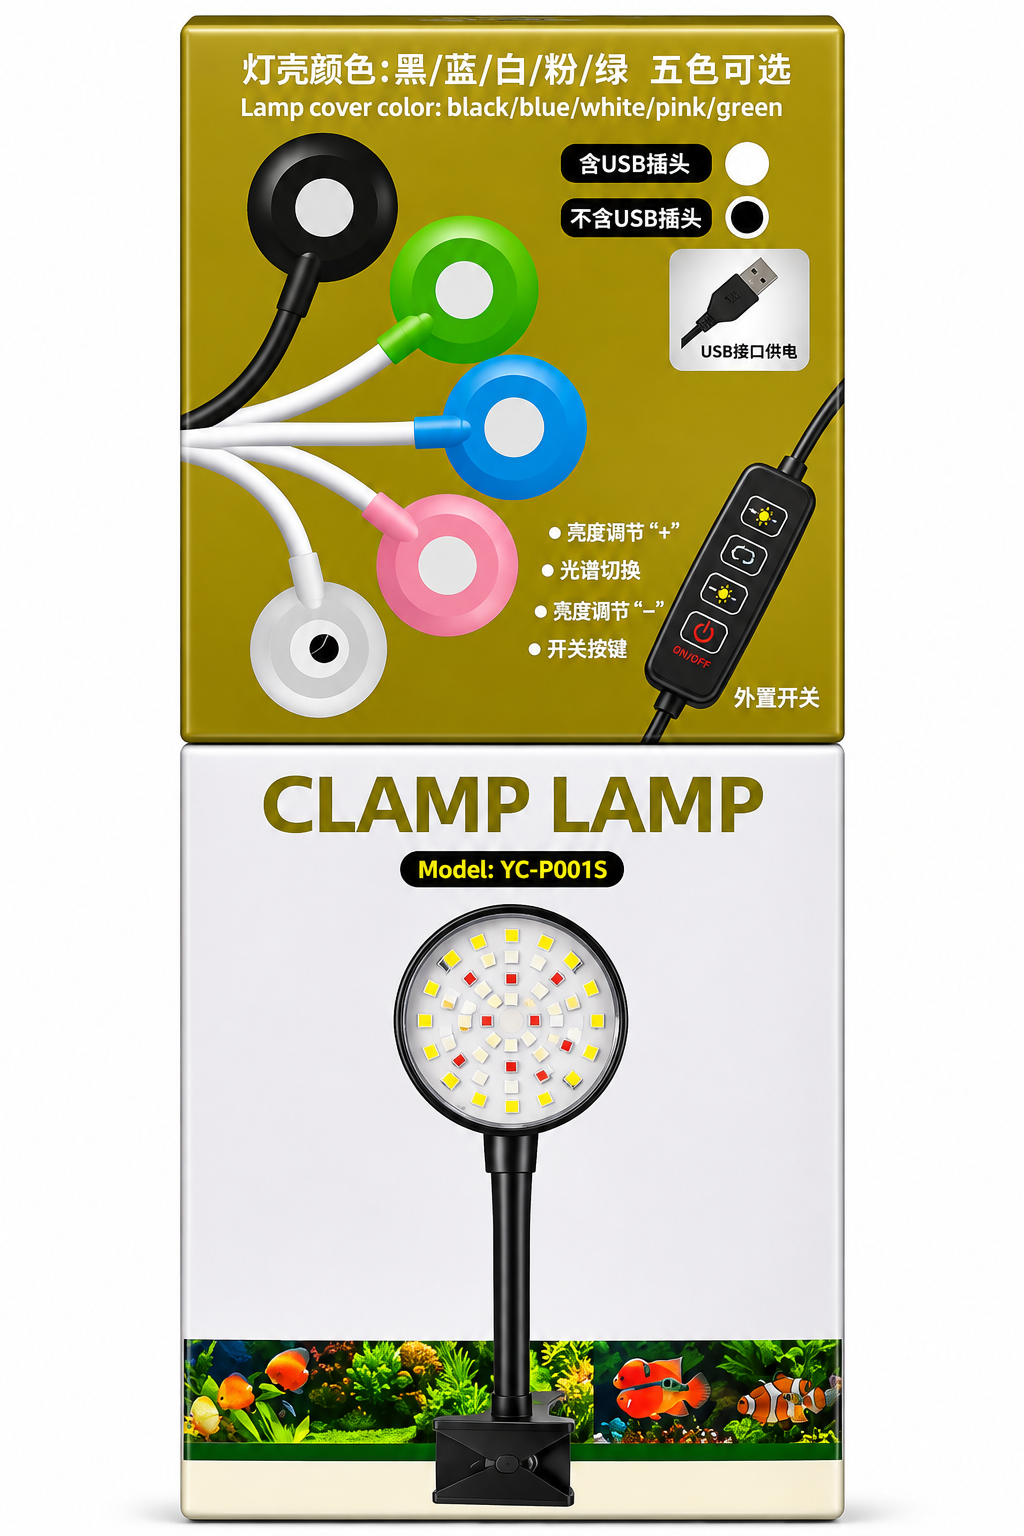 灯壳颜色:黑/蓝/白/粉/绿 五色可选
Lamp cover color: black/blue/white/pink/green
含USB插头
不含USB插头
USB接口供电
亮度调节“+”
光谱切换
亮度调节“−”
开关按键
ON/OFF
外置开关
CLAMP LAMP
Model: YC-P001S